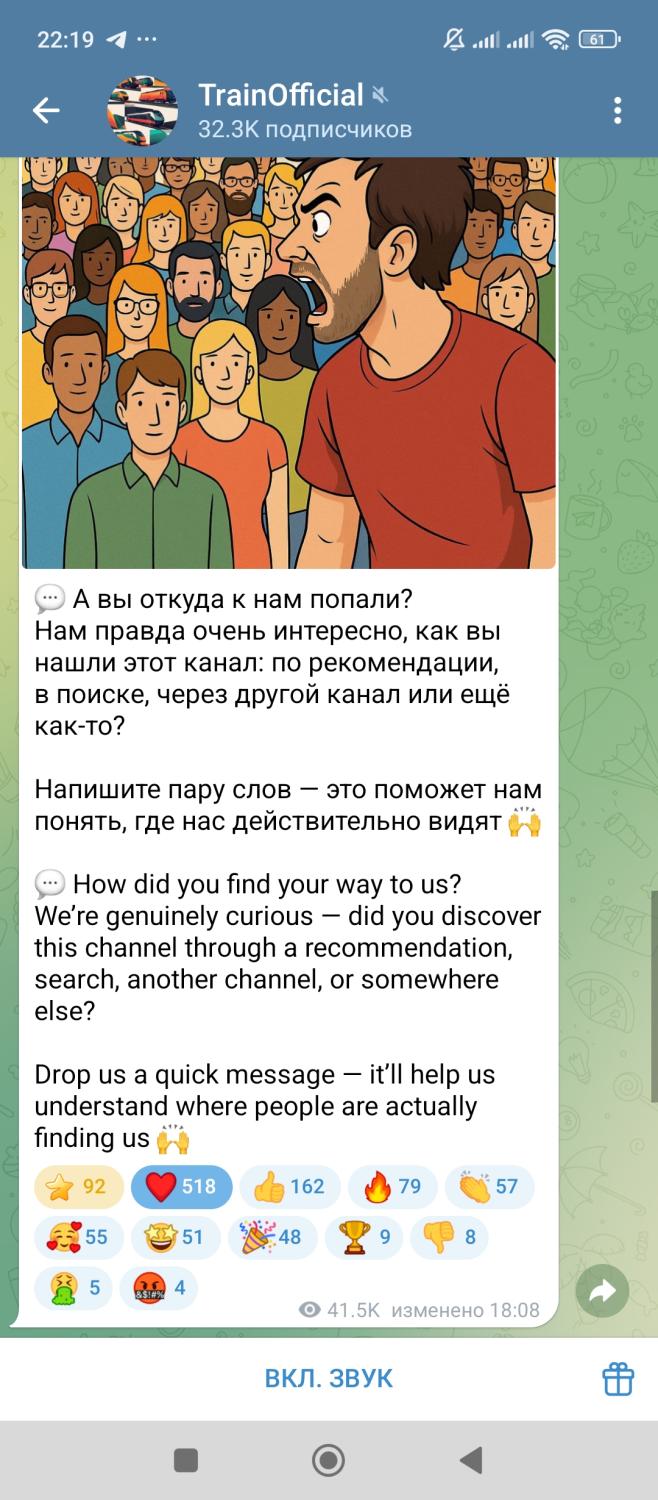 22:19
61
TrainOfficial
32.3K подписчиков
А вы откуда к нам попали?
Нам правда очень интересно, как вы
нашли этот канал: по рекомендации,
в поиске, через другой канал или ещё
как-то?
Напишите пару слов — это поможет нам
понять, где нас действительно видят
How did you find your way to us?
We’re genuinely curious — did you discover
this channel through a recommendation,
search, another channel, or somewhere
else?
Drop us a quick message — it’ll help us
understand where people are actually
finding us
92 518 162 79 57
55 51 48 9 8
5 &$!#% 4
41.5K изменено 18:08
ВКЛ. ЗВУК